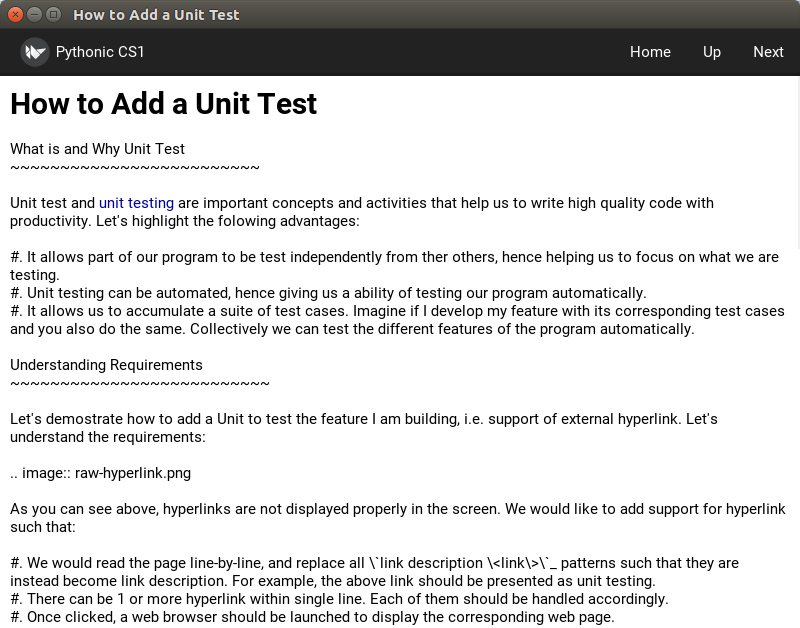 How to Add a Unit Test
Pythonic CS1
Home Up Next
How to Add a Unit Test
What is and Why Unit Test
~~~~~~~~~~~~~~~~~~~~~~~~~
Unit test and unit testing are important concepts and activities that help us to write high quality code with
productivity. Let's highlight the folowing advantages:
#. It allows part of our program to be test independently from ther others, hence helping us to focus on what we are
testing.
#. Unit testing can be automated, hence giving us a ability of testing our program automatically.
#. It allows us to accumulate a suite of test cases. Imagine if I develop my feature with its corresponding test cases
and you also do the same. Collectively we can test the different features of the program automatically.
Understanding Requirements
~~~~~~~~~~~~~~~~~~~~~~~~~~
Let's demostrate how to add a Unit to test the feature I am building, i.e. support of external hyperlink. Let's
understand the requirements:
.. image:: raw-hyperlink.png
As you can see above, hyperlinks are not displayed properly in the screen. We would like to add support for hyperlink
such that:
#. We would read the page line-by-line, and replace all \`link description \<link\>\`_ patterns such that they are
instead become link description. For example, the above link should be presented as unit testing.
#. There can be 1 or more hyperlink within single line. Each of them should be handled accordingly.
#. Once clicked, a web browser should be launched to display the corresponding web page.